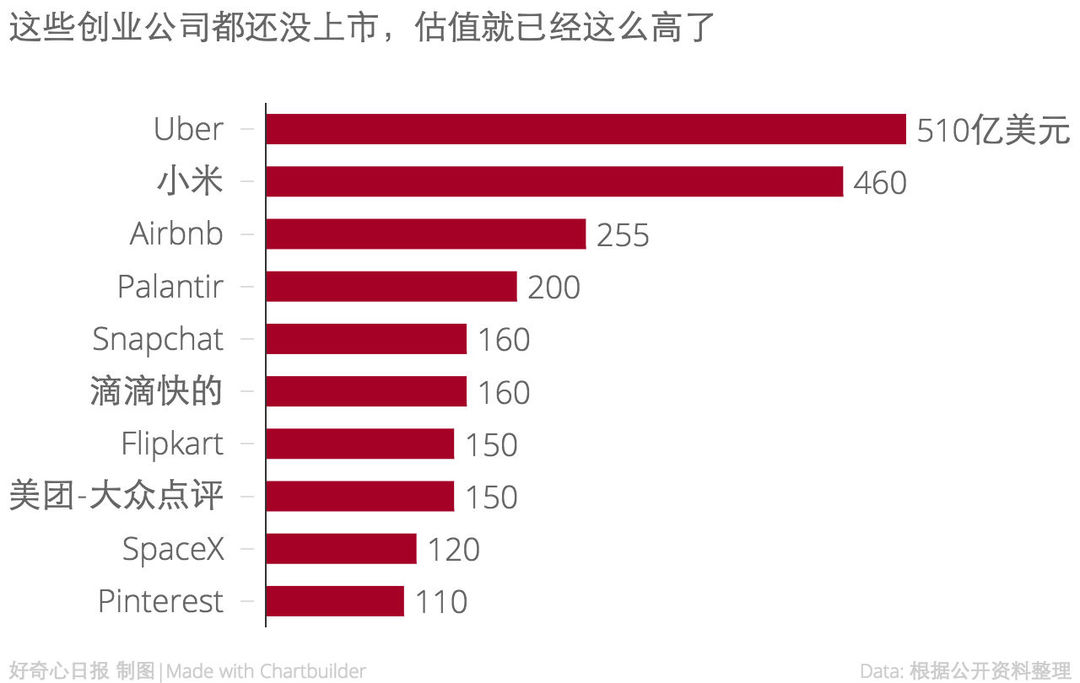 这些创业公司都还没上市，估值就已经这么高了
Uber 510亿美元
小米 460
Airbnb 255
Palantir 200
Snapchat 160
滴滴快的 160
Flipkart 150
美团-大众点评 150
SpaceX 120
Pinterest 110
好奇心日报 制图|Made with Chartbuilder Data: 根据公开资料整理